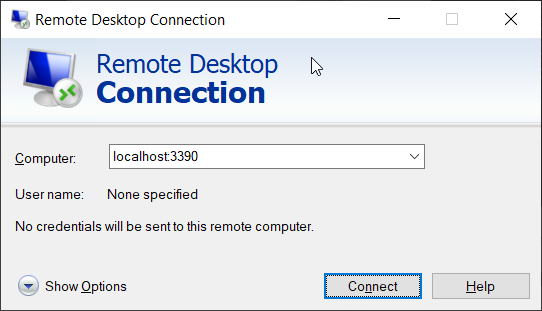 Remote Desktop Connection
Remote Desktop
Connection
Computer: localhost:3390
User name: None specified
No credentials will be sent to this remote computer.
Show Options
Connect
Help